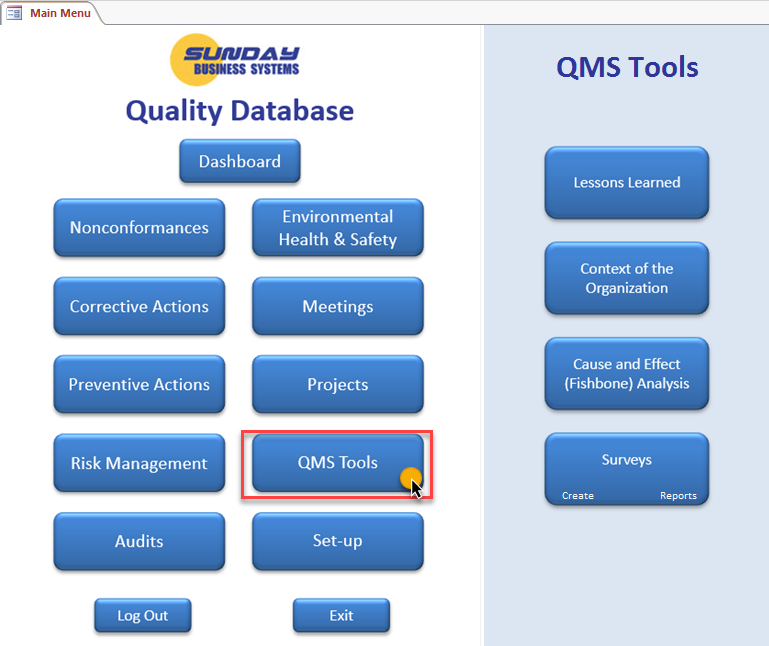 Main Menu
SUNDAY
BUSINESS SYSTEMS
Quality Database
Dashboard
Nonconformances
Environmental
Health & Safety
Corrective Actions
Meetings
Preventive Actions
Projects
Risk Management
QMS Tools
Audits
Set-up
Log Out
Exit
QMS Tools
Lessons Learned
Context of the
Organization
Cause and Effect
(Fishbone) Analysis
Surveys
Create
Reports